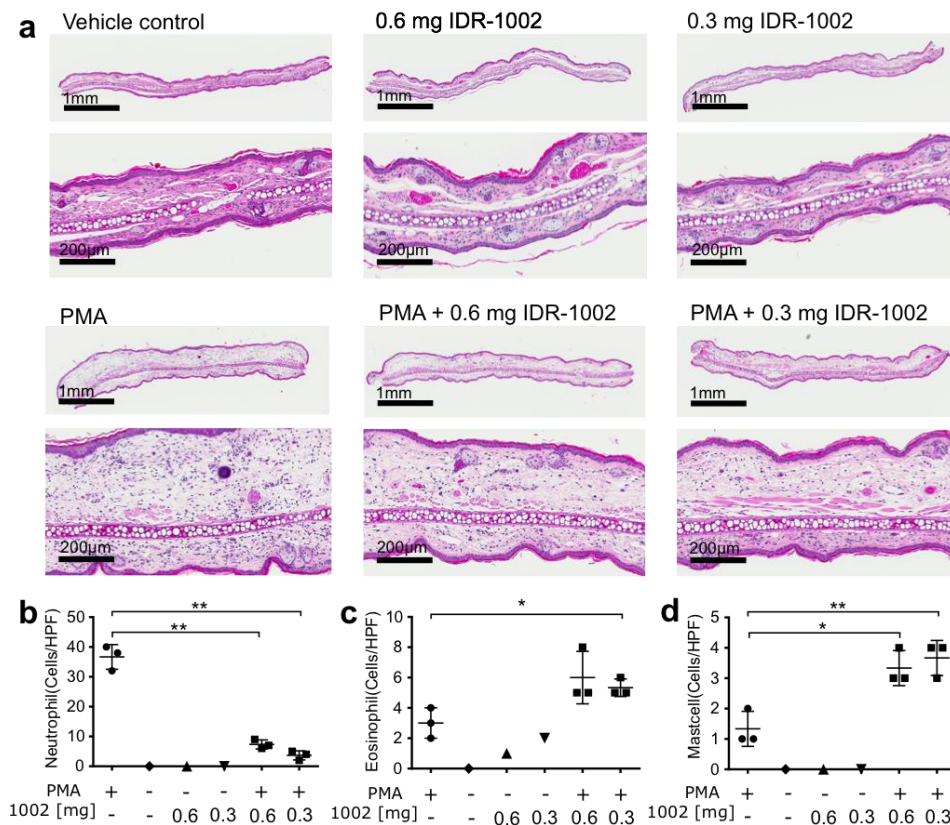 a
Vehicle control
0.6 mg IDR-1002
0.3 mg IDR-1002
1mm
1mm
1mm
200µm
200µm
200µm
PMA
PMA + 0.6 mg IDR-1002
PMA + 0.3 mg IDR-1002
1mm
1mm
1mm
200µm
200µm
200µm
b
Neutrophil(Cells/HPF)
50
40
30
20
10
0
**
**
PMA + - - - + +
1002 [mg] - - 0.6 0.3 0.6 0.3
c
Eosinophil(Cells/HPF)
10
8
6
4
2
0
*
PMA + - - - + +
1002 [mg] - - 0.6 0.3 0.6 0.3
d
Mastcell(Cells/HPF)
5
4
3
2
1
0
**
*
PMA + - - - + +
1002 [mg] - - 0.6 0.3 0.6 0.3